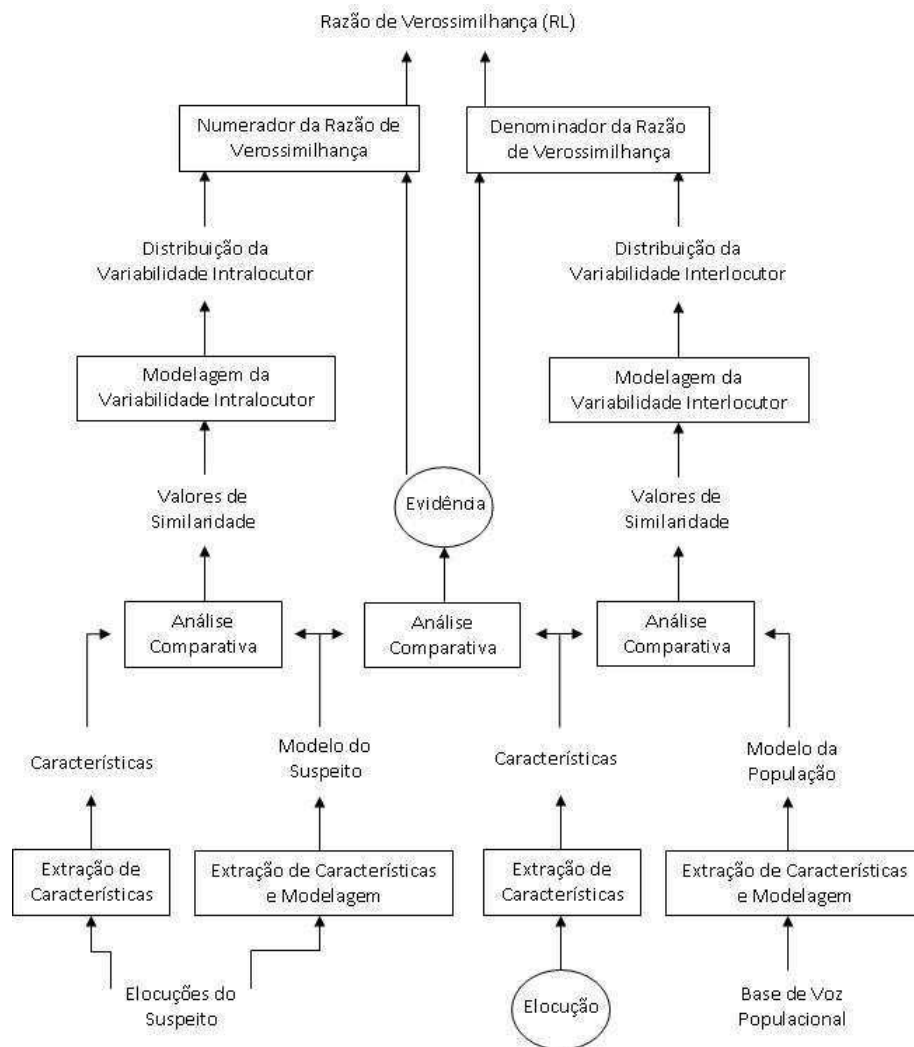 Razão de Verossimilhança (RL)
Numerador da Razão de
Verossimilhança
Denominador da Razão
de Verossimilhança
Distribuição da
Variabilidade Intralocutor
Distribuição da
Variabilidade Interlocutor
Modelagem da
Variabilidade Intralocutor
Modelagem da
Variabilidade Interlocutor
Valores de
Similaridade
Evidência
Valores de
Similaridade
Análise
Comparativa
Análise
Comparativa
Análise
Comparativa
Características
Modelo do
Suspeito
Características
Modelo da
População
Extração de
Características
Extração de Características
e Modelagem
Extração de
Características
Extração de Características
e Modelagem
Elocuções do
Suspeito
Elocução
Base de Voz
Populacional